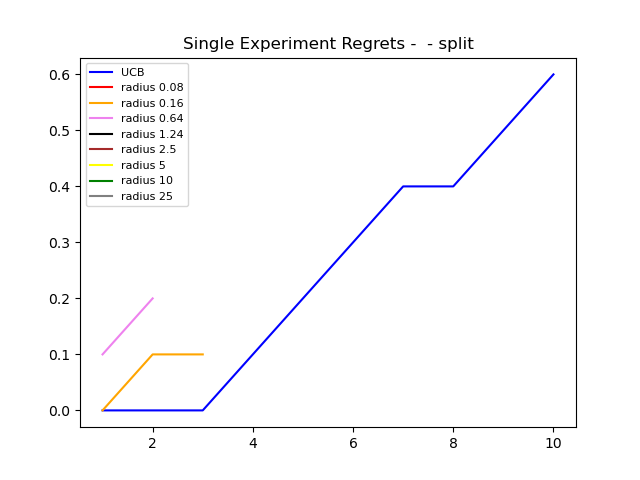 Single Experiment Regrets -  - split
UCB
radius 0.08
radius 0.16
radius 0.64
radius 1.24
radius 2.5
radius 5
radius 10
radius 25
0.6
0.5
0.4
0.3
0.2
0.1
0.0
2 4 6 8 10